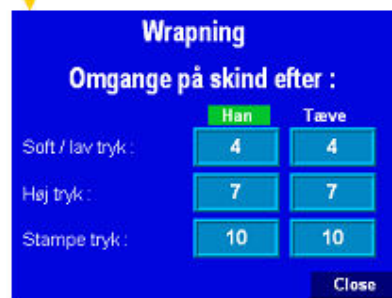 Wrapning
Omgange på skind efter :
Han Tæve
Soft / lav tryk : 4 4
Høj tryk : 7 7
Stampe tryk : 10 10
Close